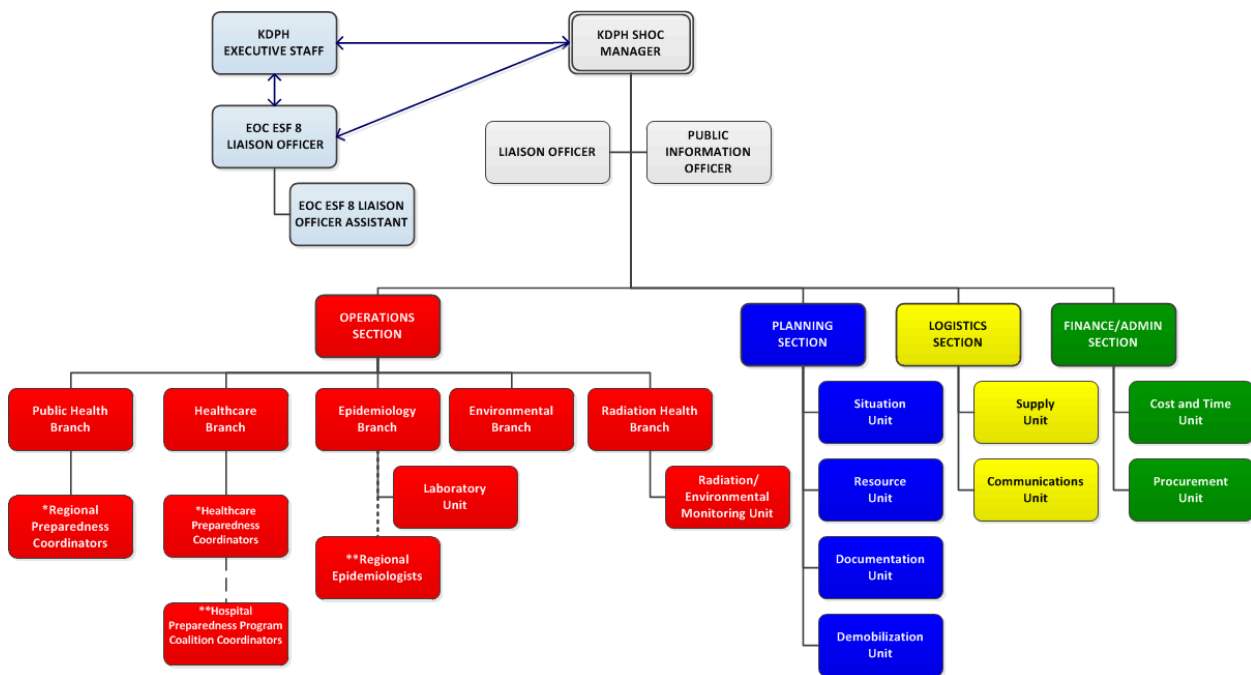 KDPH
EXECUTIVE STAFF
KDPH SHOC
MANAGER
EOC ESF 8
LIAISON OFFICER
LIAISON OFFICER
PUBLIC
INFORMATION
OFFICER
EOC ESF 8 LIAISON
OFFICER ASSISTANT
OPERATIONS
SECTION
PLANNING
SECTION
LOGISTICS
SECTION
FINANCE/ADMIN
SECTION
Public Health
Branch
Healthcare
Branch
Epidemiology
Branch
Environmental
Branch
Radiation Health
Branch
Situation
Unit
Supply
Unit
Cost and Time
Unit
*Regional
Preparedness
Coordinators
*Healthcare
Preparedness
Coordinators
Laboratory
Unit
Radiation/
Environmental
Monitoring Unit
Resource
Unit
Communications
Unit
Procurement
Unit
**Regional
Epidemiologists
Documentation
Unit
**Hospital
Preparedness Program
Coalition Coordinators
Demobilization
Unit